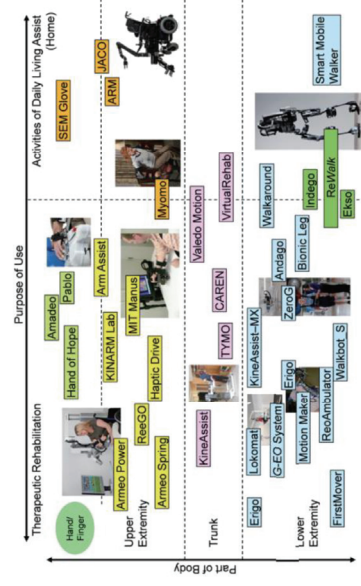 Purpose of Use
Therapeutic Rehabilitation
Activities of Daily Living Assist
(Home)
Part of Body
Hand/
Finger
Amadeo
Pablo
Hand of Hope
SEM Glove
Upper
Extremity
Armeo Power
ReeGO
Armeo Spring
KINARM Lab
Arm Assist
MIT Manus
Haptic Drive
Myomo
JACO
ARM
Trunk
KineAssist
TYMO
CAREN
Valedo Motion
VirtualRehab
Lower
Extremity
Erigo
Lokomat
G-EO System
Motion Maker
ReoAmbulator
FirstMover
KineAssist-MX
Erigo
Walkbot_S
ZeroG
Andago
Bionic Leg
Walkaround
Indego
ReWalk
Ekso
Smart Mobile
Walker